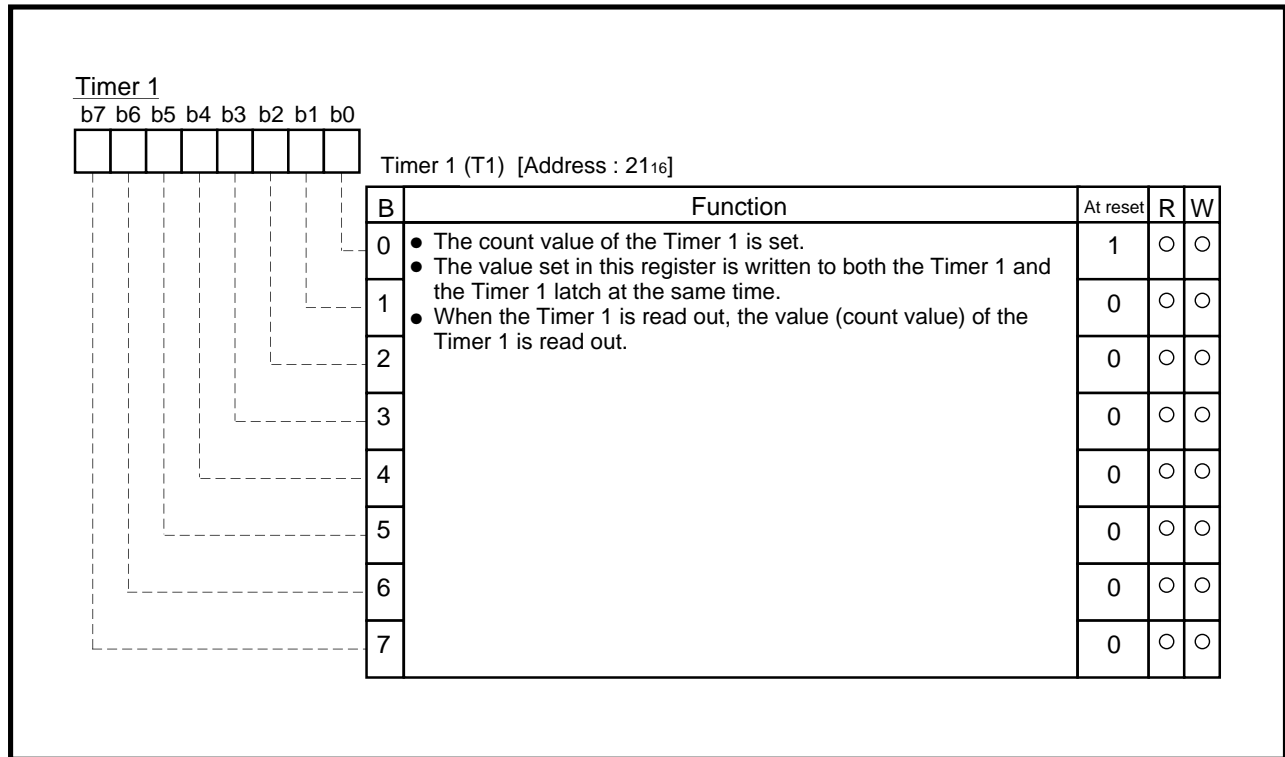 Timer 1
b7 b6 b5 b4 b3 b2 b1 b0
Timer 1 (T1) [Address : 21₁₆]
B Function At reset R W
0 ● The count value of the Timer 1 is set. 1 ○ ○
● The value set in this register is written to both the Timer 1 and
the Timer 1 latch at the same time.
1 0 ○ ○
● When the Timer 1 is read out, the value (count value) of the
Timer 1 is read out.
2 0 ○ ○
3 0 ○ ○
4 0 ○ ○
5 0 ○ ○
6 0 ○ ○
7 0 ○ ○